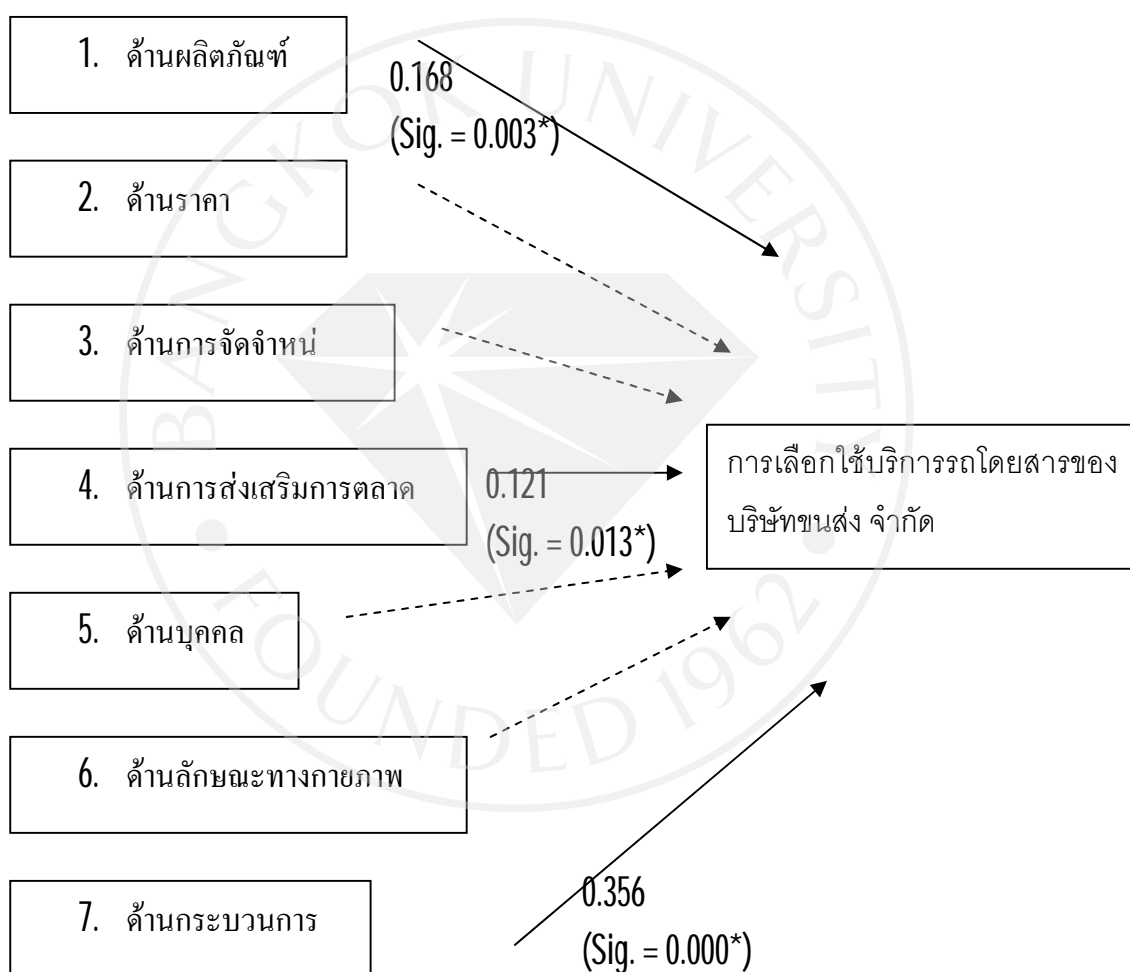 1. ด้านผลิตภัณฑ์
0.168
(Sig. = 0.003*)
2. ด้านราคา
3. ด้านการจัดจำหน่
4. ด้านการส่งเสริมการตลาด
0.121
(Sig. = 0.013*)
การเลือกใช้บริการรถโดยสารของ
บริษัทขนส่ง จำกัด
5. ด้านบุคคล
6. ด้านลักษณะทางกายภาพ
7. ด้านกระบวนการ
0.356
(Sig. = 0.000*)
BANGKOK UNIVERSITY
FOUNDED 1962